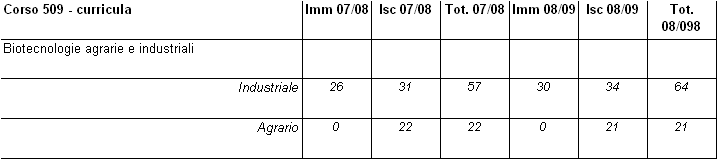 Corso 509 - curricula Imm 07/08 Isc 07/08 Tot. 07/08 Imm 08/09 Isc 08/09 Tot. 08/098
Biotecnologie agrarie e industriali
Industriale 26 31 57 30 34 64
Agrario 0 22 22 0 21 21